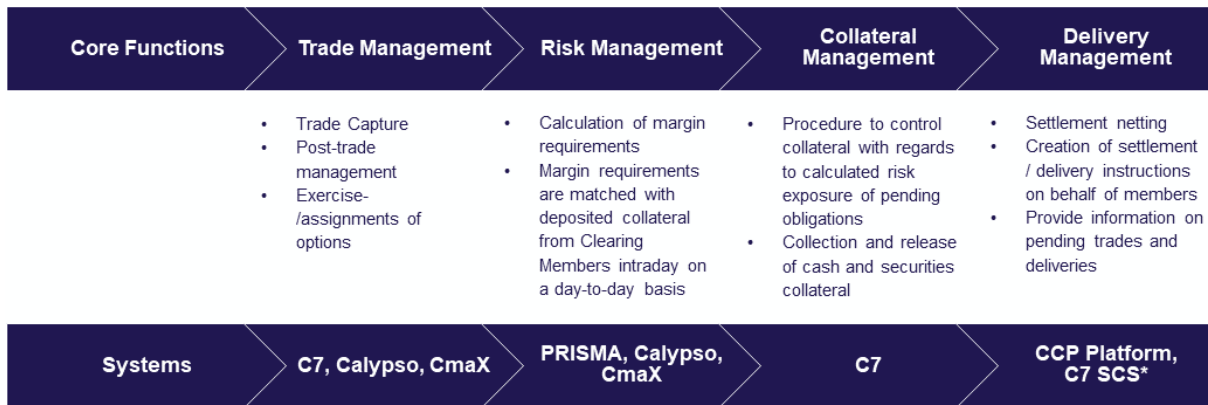 Core Functions
Trade Management
Risk Management
Collateral
Management
Delivery
Management
• Trade Capture
• Post-trade
management
• Exercise-
/assignments of
options
• Calculation of margin
requirements
• Margin requirements
are matched with
deposited collateral
from Clearing
Members intraday on
a day-to-day basis
• Procedure to control
collateral with regards
to calculated risk
exposure of pending
obligations
• Collection and release
of cash and securities
collateral
• Settlement netting
• Creation of settlement
/ delivery instructions
on behalf of members
• Provide information on
pending trades and
deliveries
Systems
C7, Calypso, CmaX
PRISMA, Calypso,
CmaX
C7
CCP Platform,
C7 SCS*